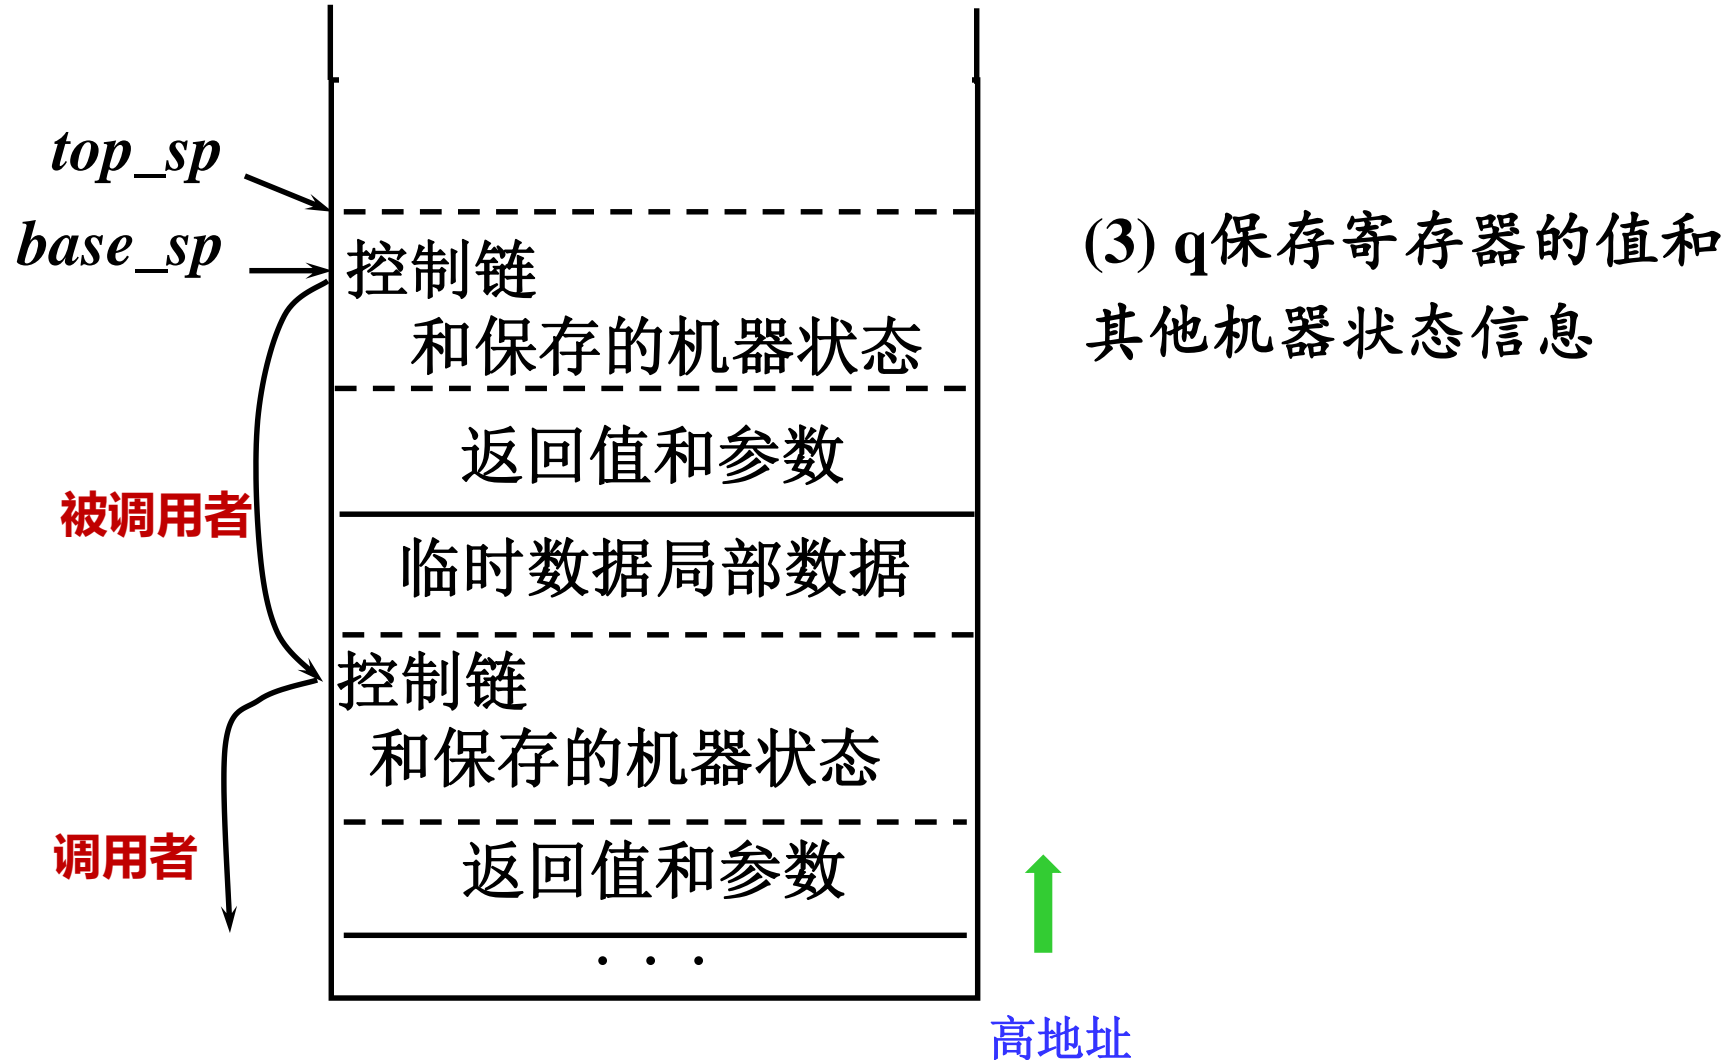 top_sp
base_sp
控制链
和保存的机器状态
返回值和参数
被调用者
临时数据局部数据
控制链
和保存的机器状态
调用者
返回值和参数
. . .
(3) q保存寄存器的值和
其他机器状态信息
高地址